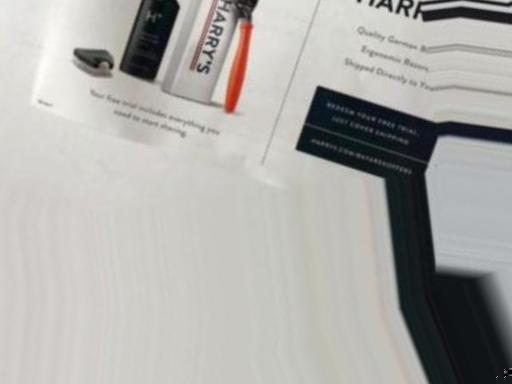 HARRY'S
Your free trial includes everything you
need to start shaving.
Quality German
Ergonomic Razors
Shipped Directly to You
REDEEM YOUR FREE TRIAL,
JUST COVER SHIPPING